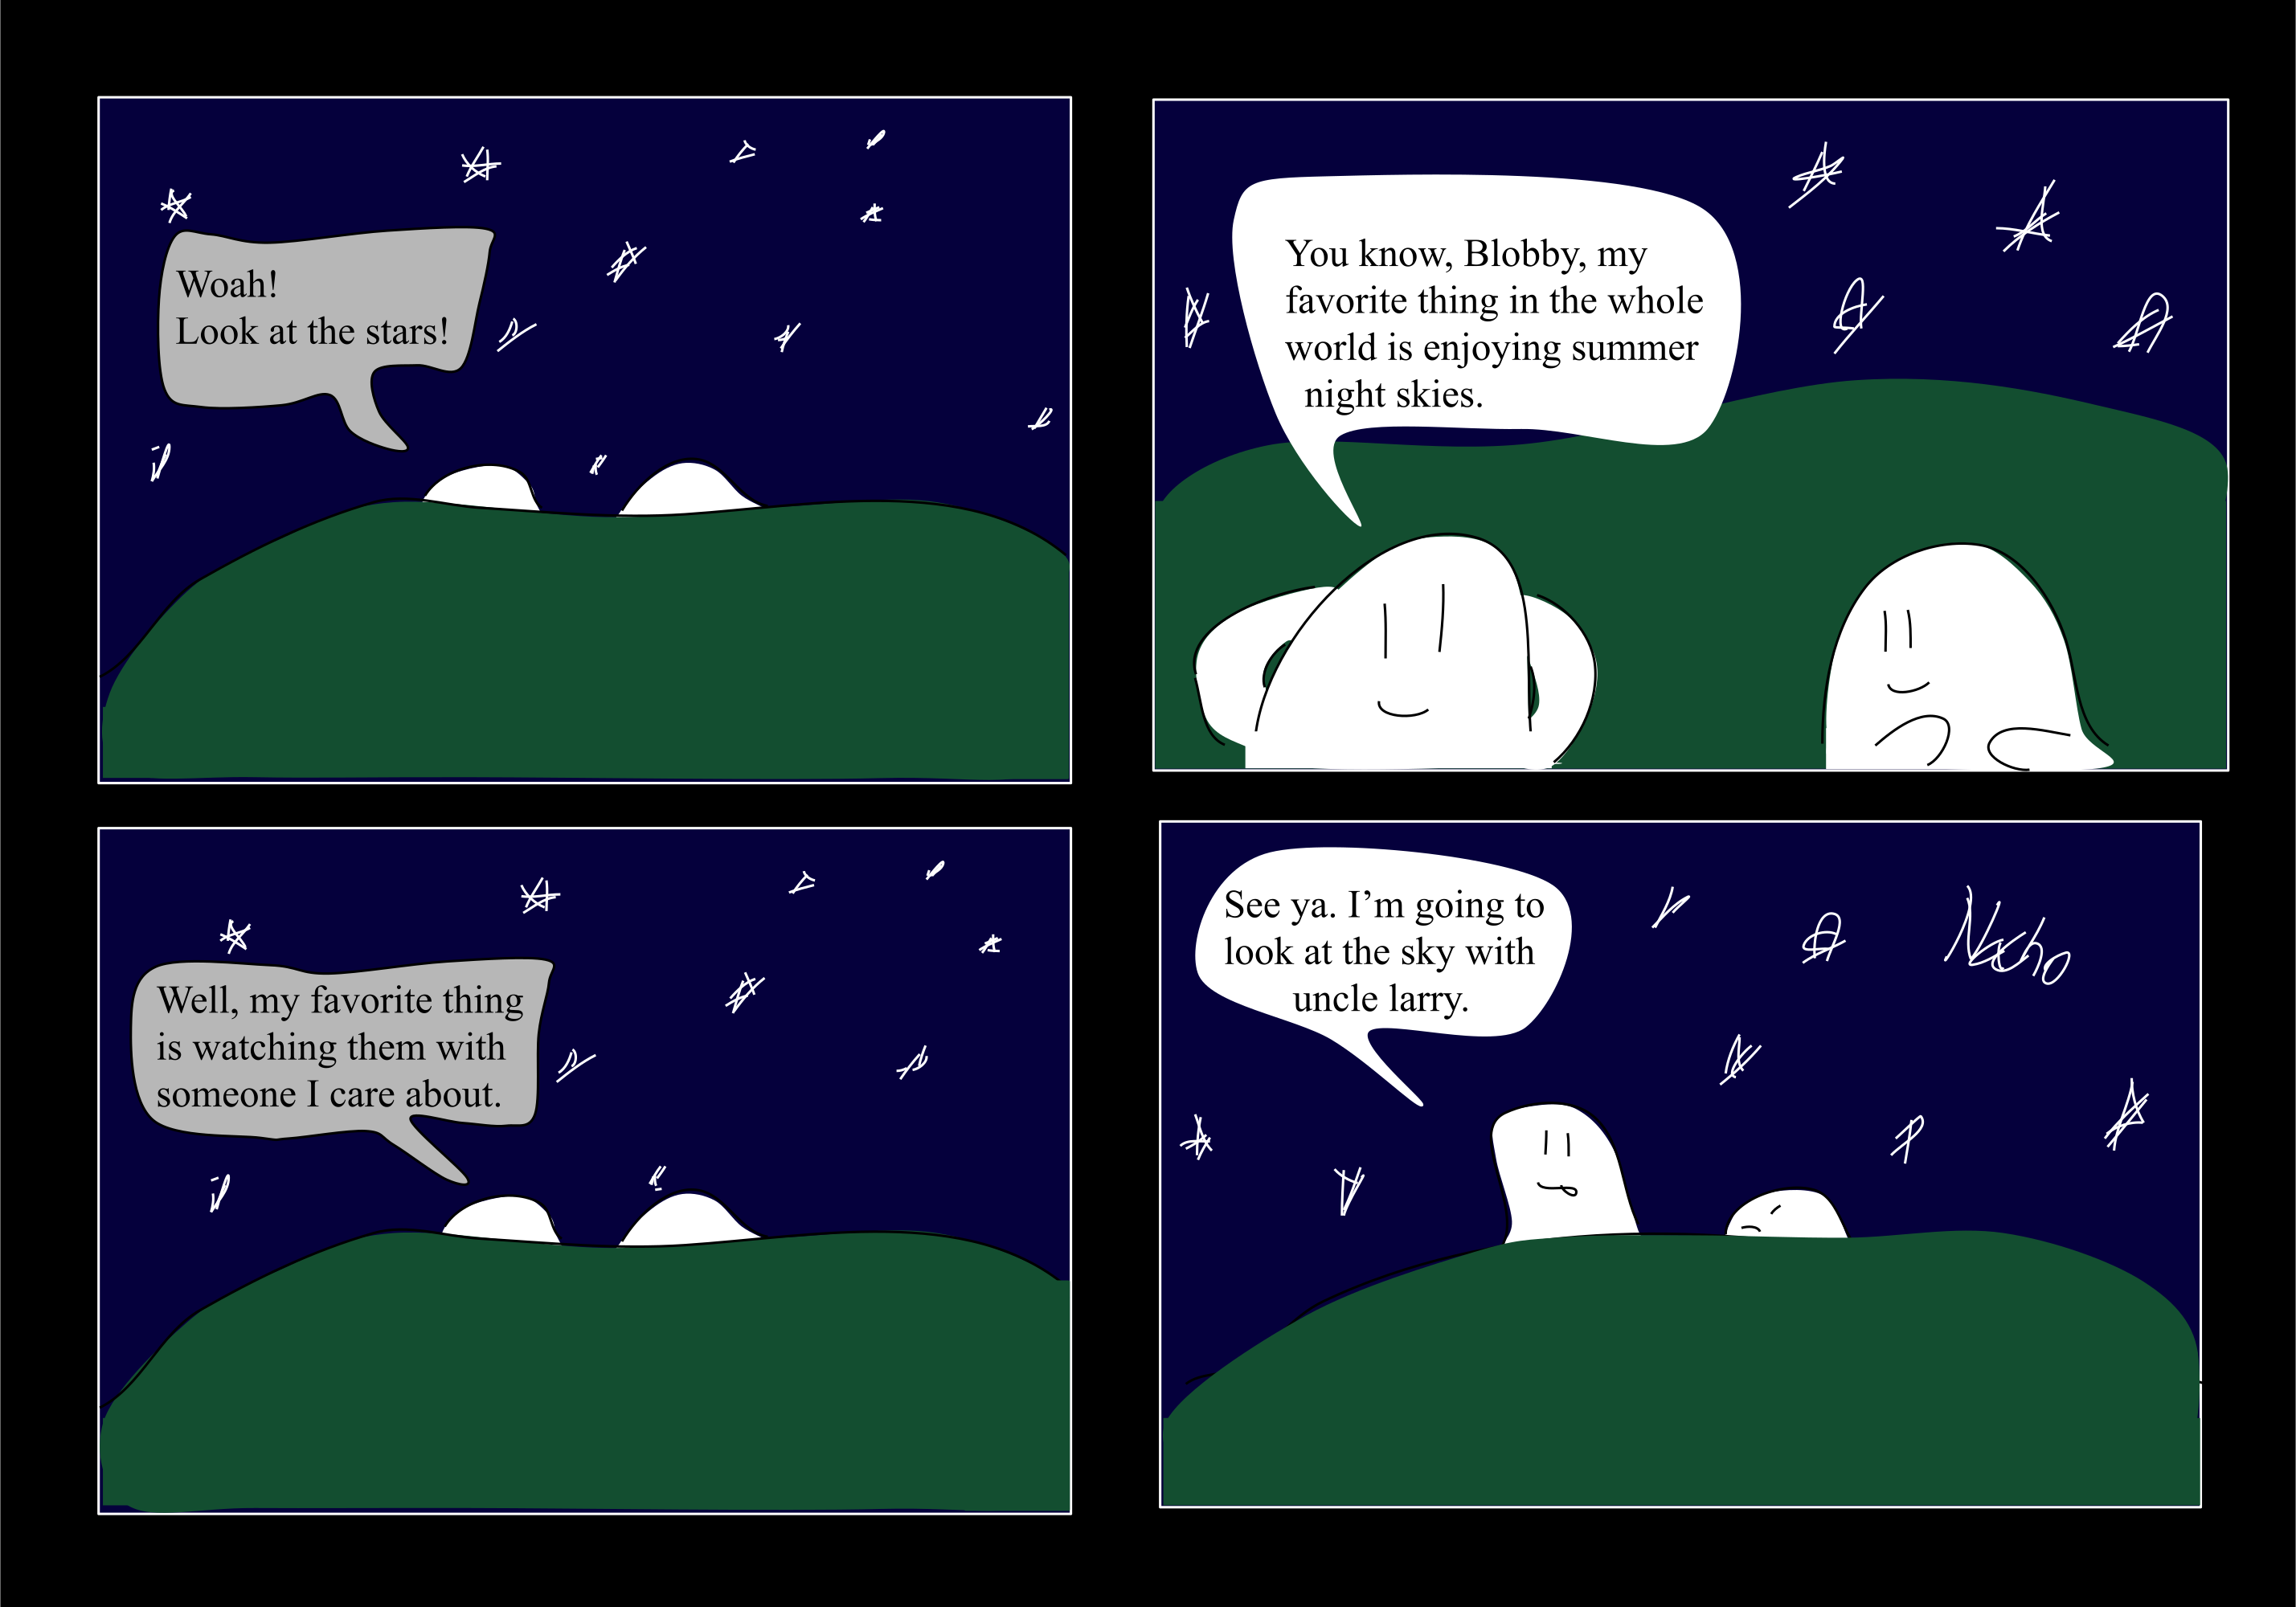 Woah!
Look at the stars!
You know, Blobby, my
favorite thing in the whole
world is enjoying summer
night skies.
Well, my favorite thing
is watching them with
someone I care about.
See ya. I’m going to
look at the sky with
uncle larry.